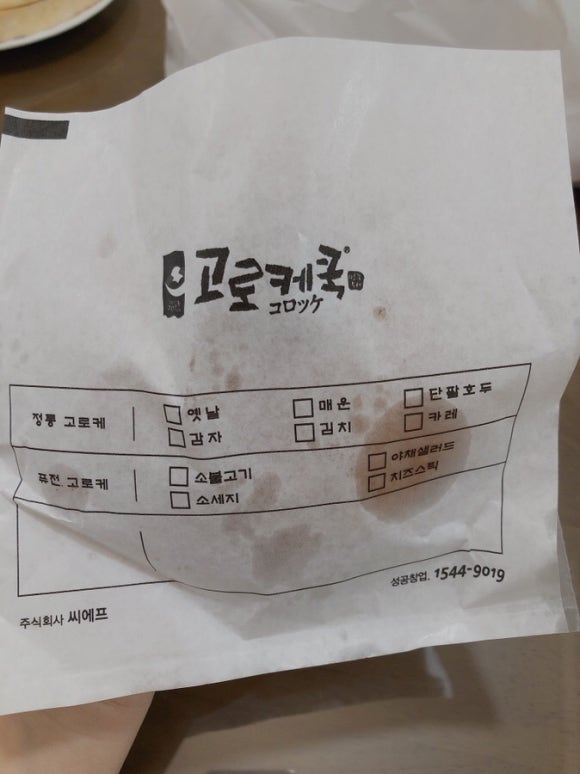 고로케쿡
コロッケ
정통 고로케
옛날
매운
단팥호두
감자
김치
카레
퓨전 고로케
소불고기
야채샐러드
소세지
치즈스틱
성공창업. 1544-9019
주식회사 씨에프